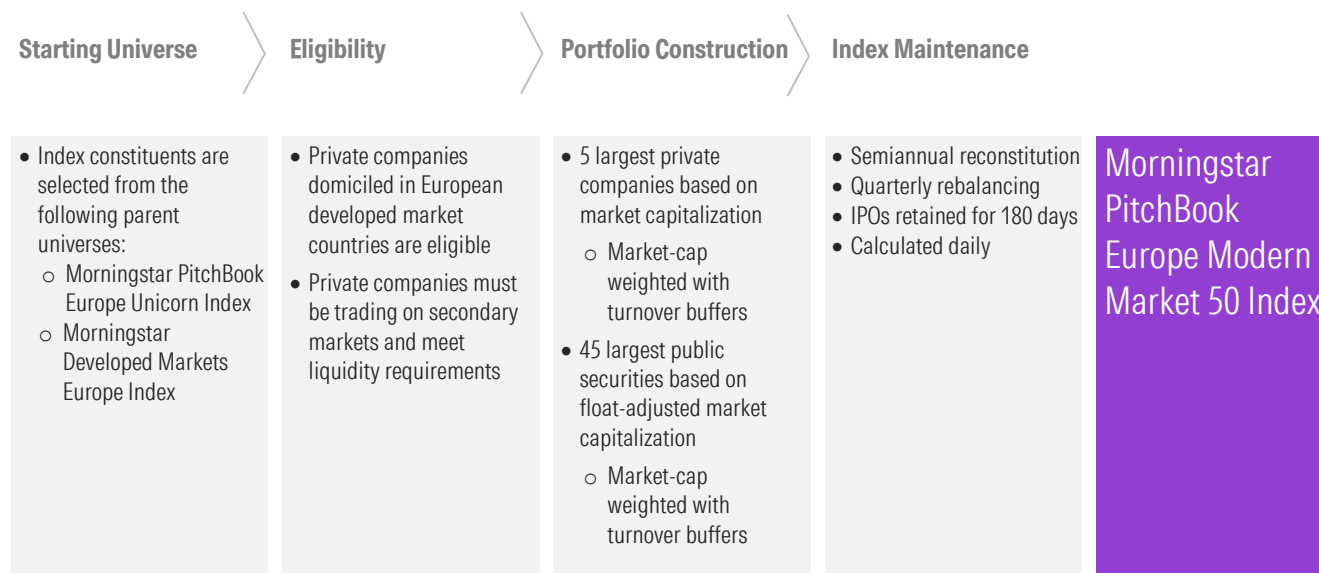 Starting Universe
Eligibility
Portfolio Construction
Index Maintenance
• Index constituents are
selected from the
following parent
universes:
o Morningstar PitchBook
Europe Unicorn Index
o Morningstar
Developed Markets
Europe Index
• Private companies
domiciled in European
developed market
countries are eligible
• Private companies must
be trading on secondary
markets and meet
liquidity requirements
• 5 largest private
companies based on
market capitalization
o Market-cap
weighted with
turnover buffers
• 45 largest public
securities based on
float-adjusted market
capitalization
o Market-cap
weighted with
turnover buffers
• Semiannual reconstitution
• Quarterly rebalancing
• IPOs retained for 180 days
• Calculated daily
Morningstar
PitchBook
Europe Modern
Market 50 Index